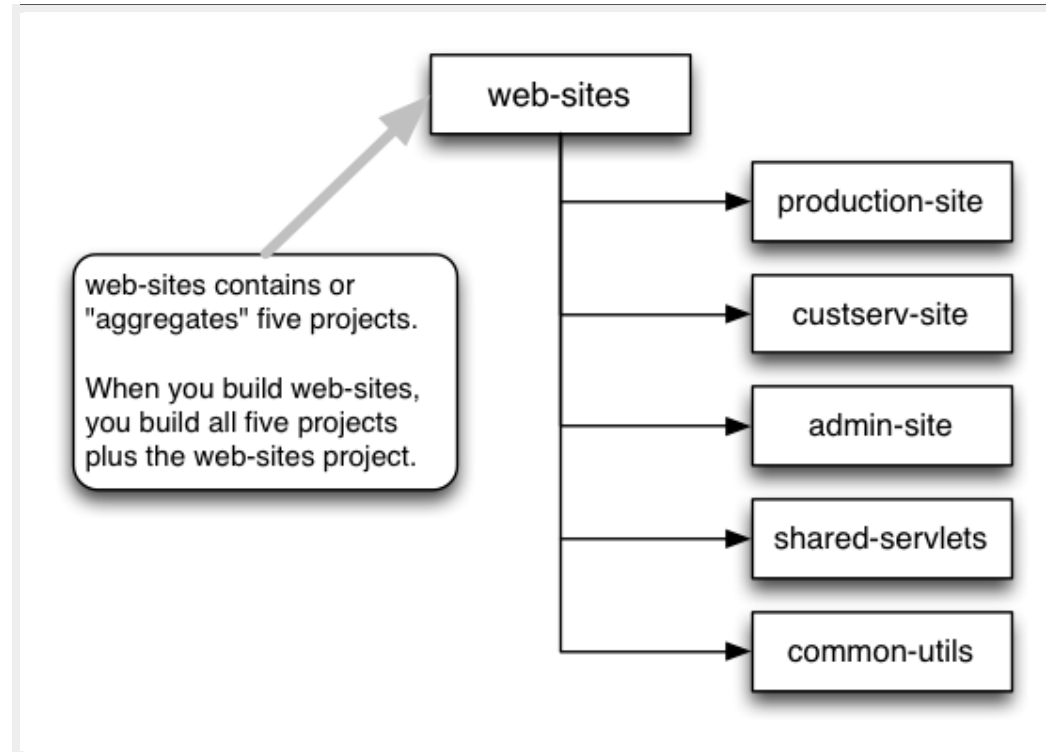 web-sites
production-site
web-sites contains or
"aggregates" five projects.
When you build web-sites,
you build all five projects
plus the web-sites project.
custserv-site
admin-site
shared-servlets
common-utils